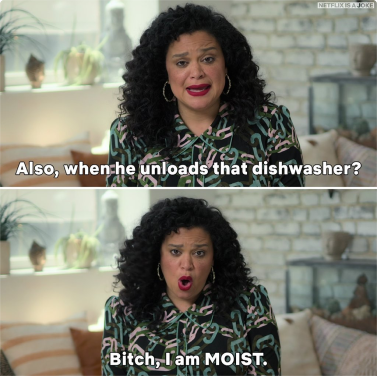 NETFLIX IS A JOKE
Also, when he unloads that dishwasher?
Bitch, I am MOIST.